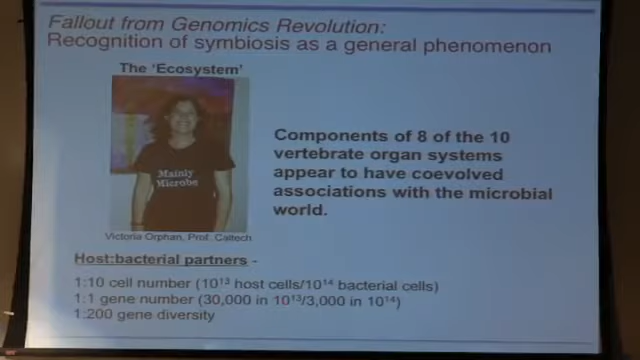 Fallout from Genomics Revolution:
Recognition of symbiosis as a general phenomenon
The 'Ecosystem'
Mainly
Microbe
Victoria Orphan, Prof. Caltech
Components of 8 of the 10
vertebrate organ systems
appear to have coevolved
associations with the microbial
world.
Host:bacterial partners -
1:10 cell number (10¹³ host cells/10¹⁴ bacterial cells)
1:1 gene number (30,000 in 10¹³/3,000 in 10¹⁴)
1:200 gene diversity